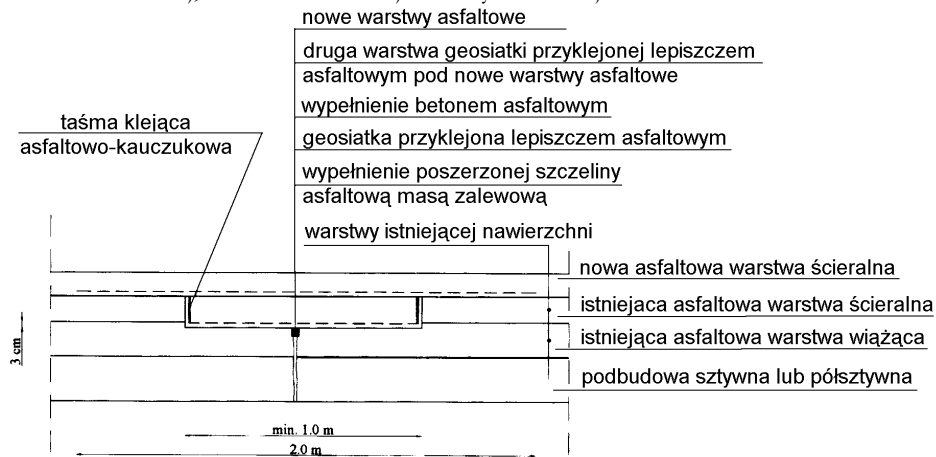 nowe warstwy asfaltowe
druga warstwa geosiatki przyklejonej lepiszczem
asfaltowym pod nowe warstwy asfaltowe
wypełnienie betonem asfaltowym
taśma klejąca
asfaltowo-kauczukowa
geosiatka przyklejona lepiszczem asfaltowym
wypełnienie poszerzonej szczeliny
asfaltową masą zalewową
warstwy istniejącej nawierzchni
nowa asfaltowa warstwa ścieralna
istniejaca asfaltowa warstwa ścieralna
istniejąca asfaltowa warstwa wiążąca
podbudowa sztywna lub półsztywna
3 cm
min. 1.0 m
2.0 m